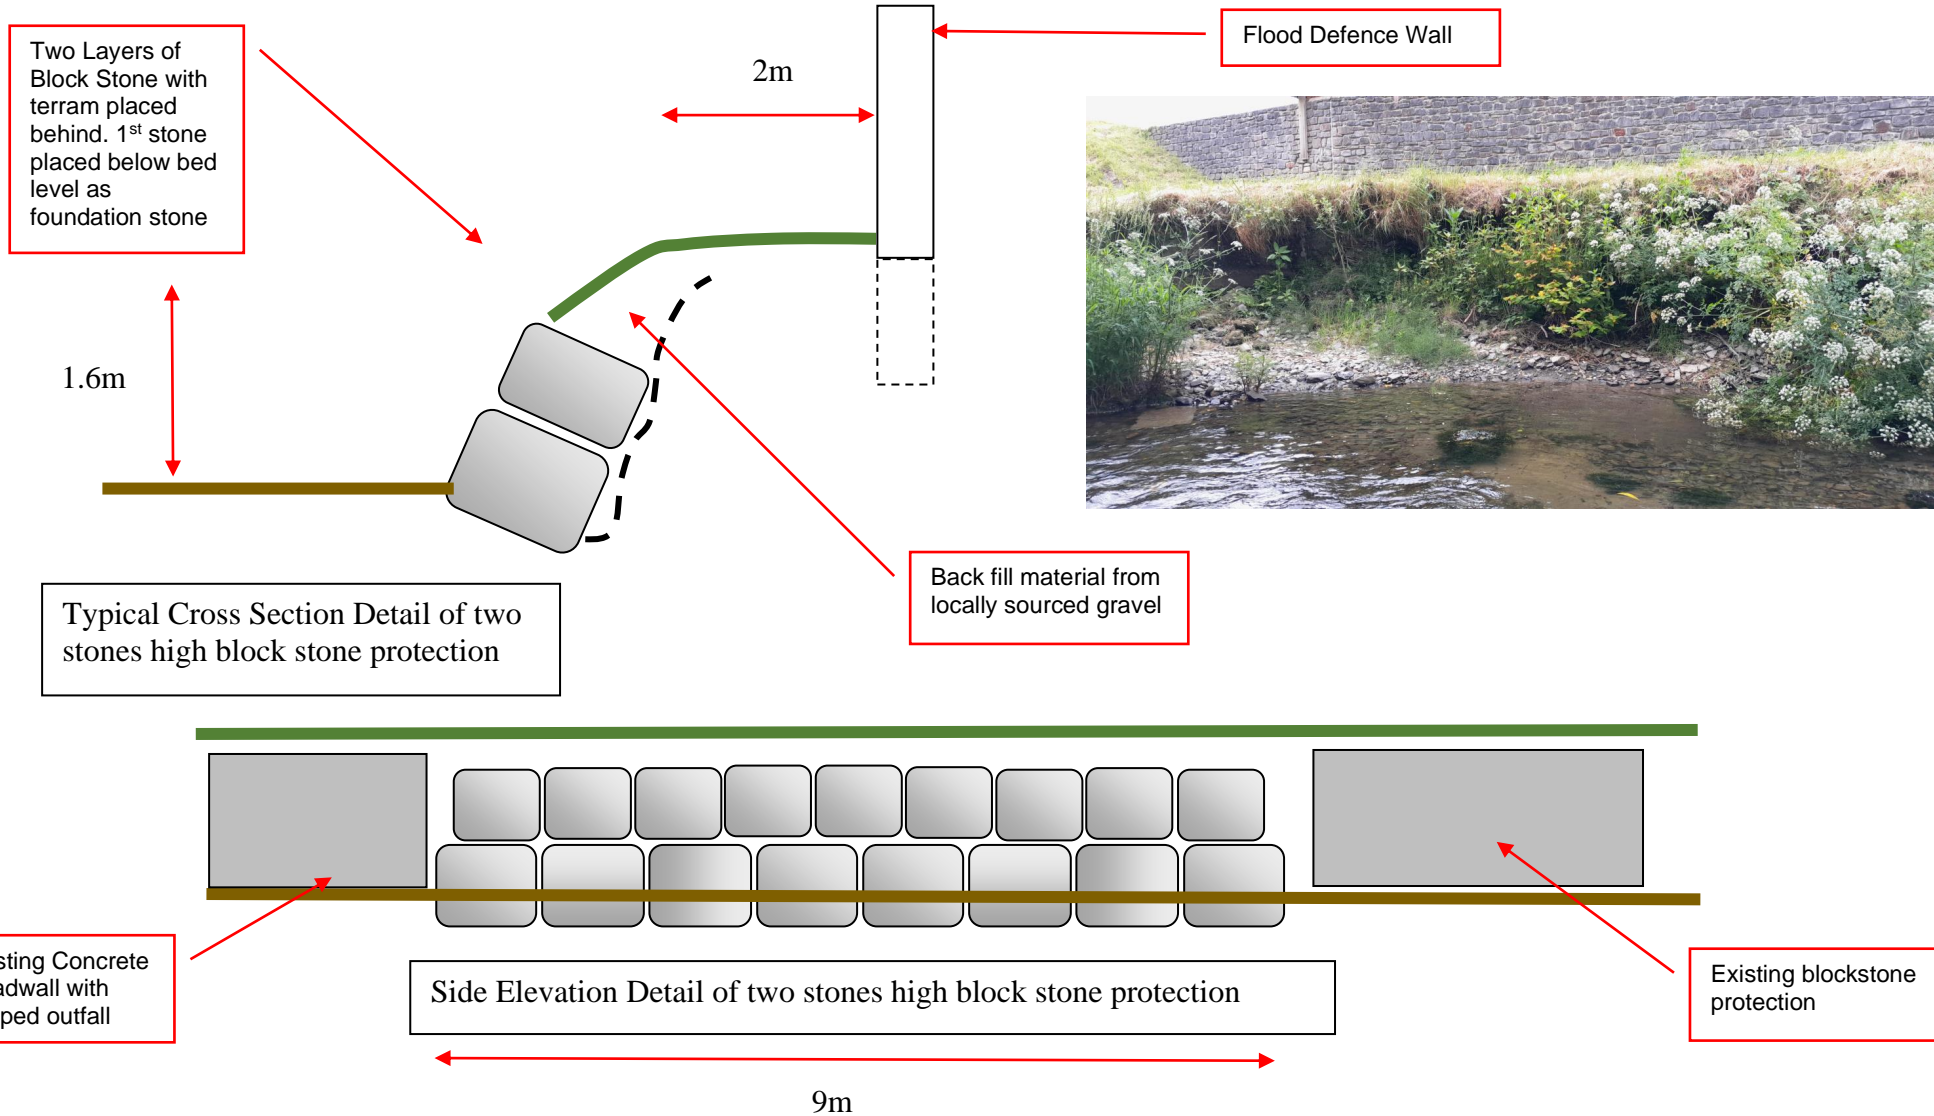 Two Layers of
Block Stone with
terram placed
behind. 1st stone
placed below bed
level as
foundation stone
2m
Flood Defence Wall
1.6m
Back fill material from
locally sourced gravel
Typical Cross Section Detail of two
stones high block stone protection
sting Concrete
adwall with
ped outfall
Side Elevation Detail of two stones high block stone protection
Existing blockstone
protection
9m